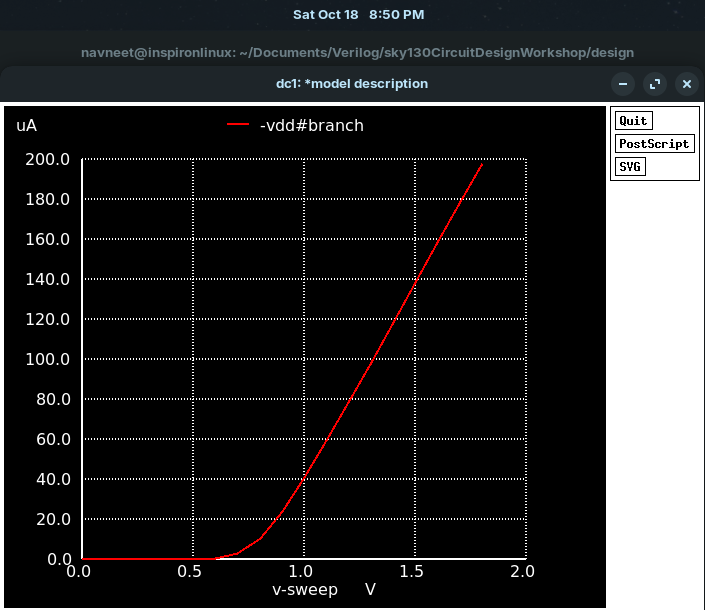 Sat Oct 18 8:50 PM
navneet@inspironlinux: ~/Documents/Verilog/sky130CircuitDesignWorkshop/design
dc1: *model description
uA
-vdd#branch
Quit
PostScript
SVG
200.0
180.0
160.0
140.0
120.0
100.0
80.0
60.0
40.0
20.0
0.0
0.0 0.5 1.0 1.5 2.0
v-sweep V